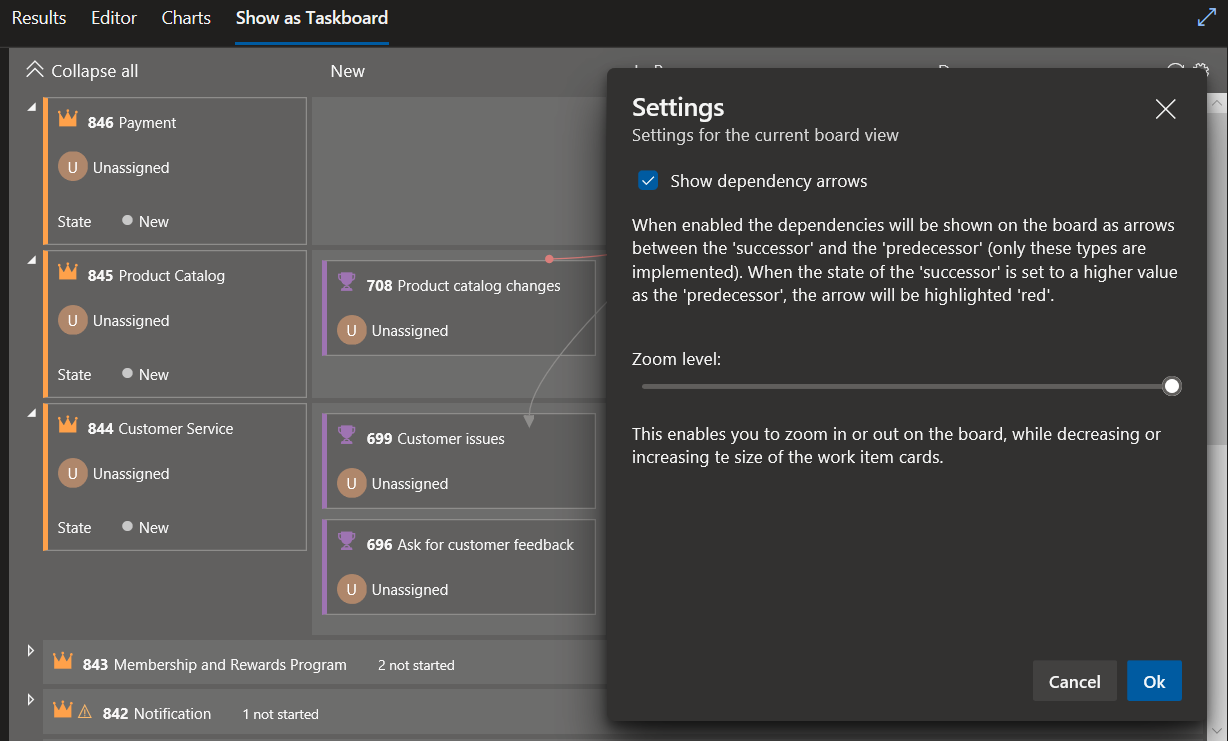 Results Editor Charts Show as Taskboard
Collapse all New
846 Payment
U Unassigned
State New
845 Product Catalog
U Unassigned
State New
708 Product catalog changes
U Unassigned
844 Customer Service
U Unassigned
State New
699 Customer issues
U Unassigned
696 Ask for customer feedback
U Unassigned
843 Membership and Rewards Program 2 not started
842 Notification 1 not started
Settings
Settings for the current board view
Show dependency arrows
When enabled the dependencies will be shown on the board as arrows
between the 'successor' and the 'predecessor' (only these types are
implemented). When the state of the 'successor' is set to a higher value
as the 'predecessor', the arrow will be highlighted 'red'.
Zoom level:
This enables you to zoom in or out on the board, while decreasing or
increasing te size of the work item cards.
Cancel Ok